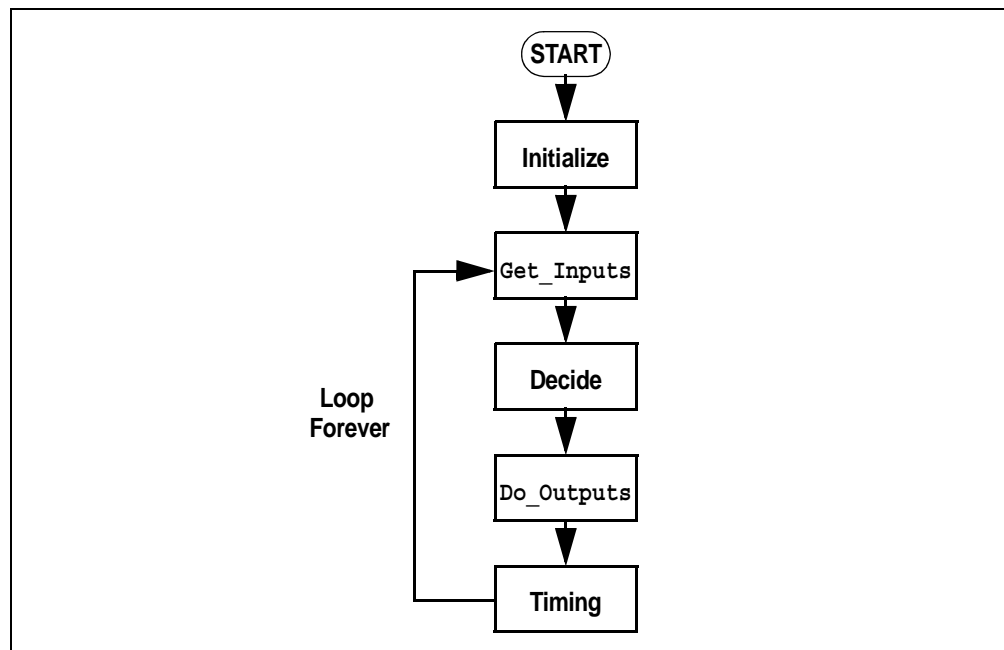 START
Initialize
Get_Inputs
Decide
Loop
Forever
Do_Outputs
Timing